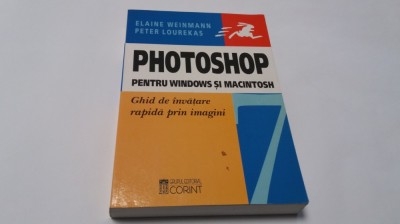 ELAINE WEINMANN
PETER LOUREKAS
PHOTOSHOP
PENTRU WINDOWS ȘI MACINTOSH
Ghid de învățare
rapidă prin imagini
7
GRUPUL EDITORIAL
CORINT